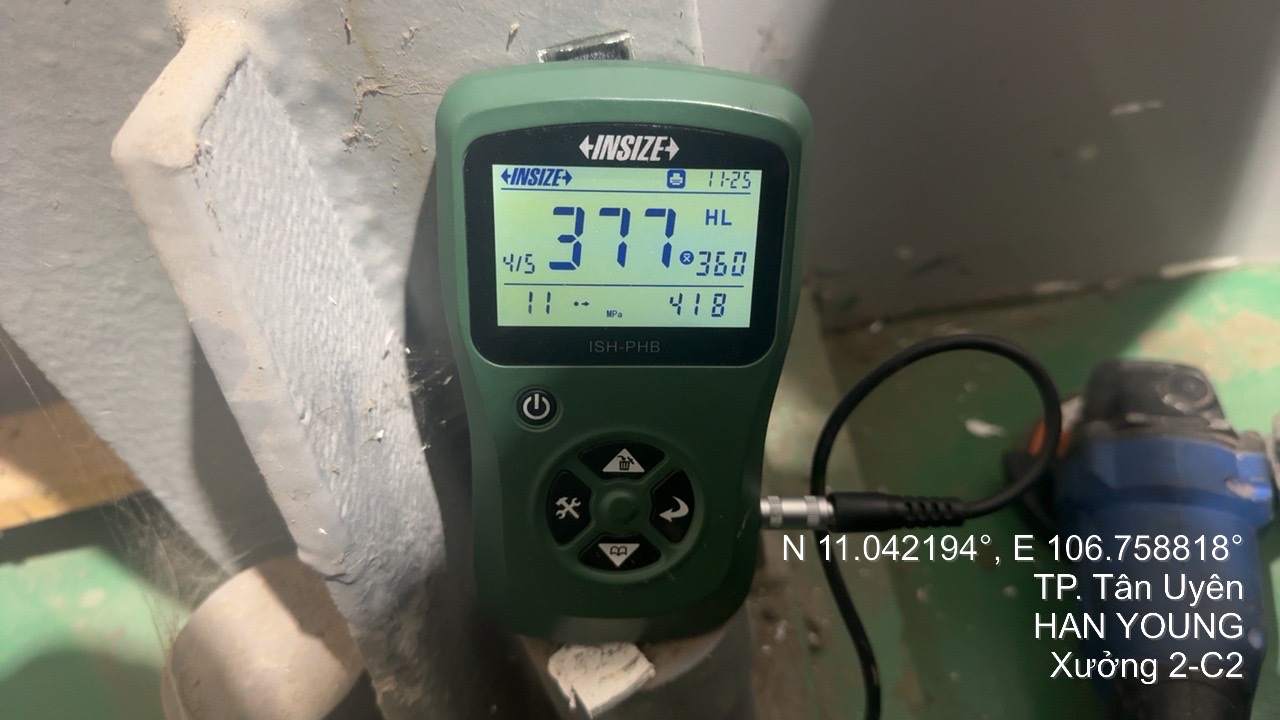 INSIZE
INSIZE 11-25
377 HL
4/5 x 360
11 MPa 418
ISH-PHB
N 11.042194°, E 106.758818°
TP. Tân Uyên
HAN YOUNG
Xưởng 2-C2